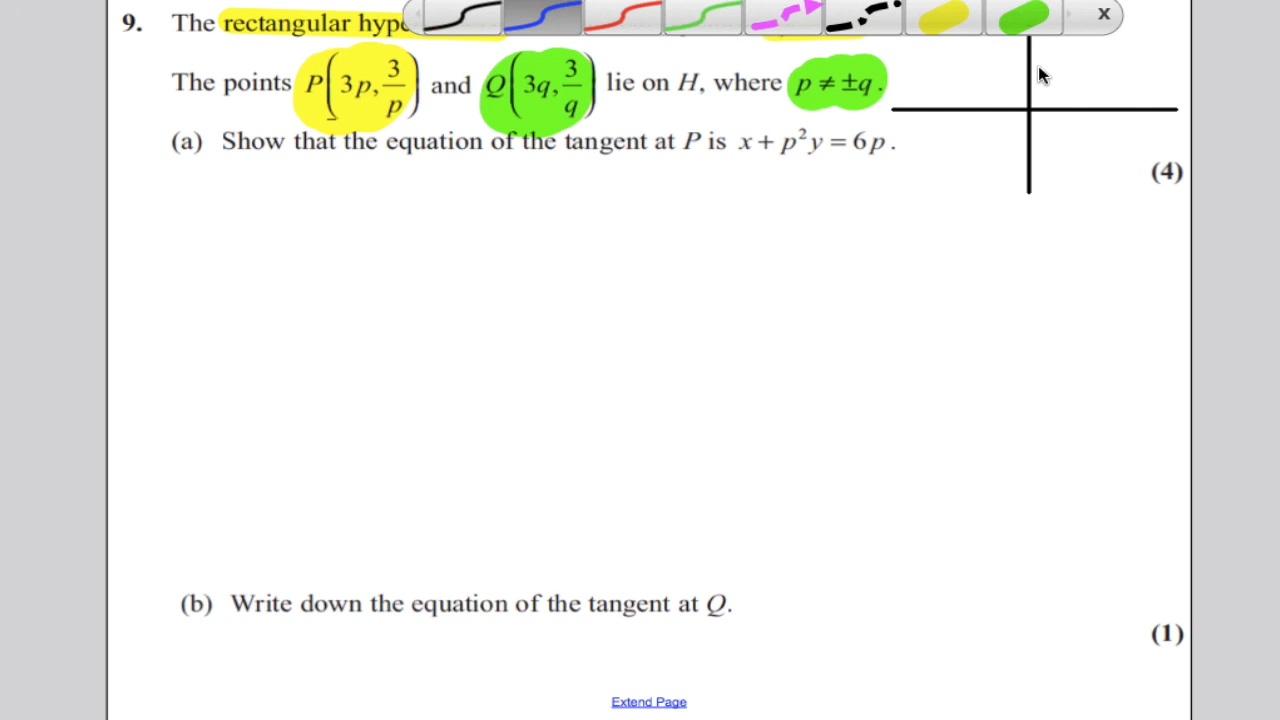 9. The rectangular
x
The points P(3p, 3/p) and Q(3q, 3/q) lie on H, where p ≠ ±q.
(a) Show that the equation of the tangent at P is x + p²y = 6p.
(4)
(b) Write down the equation of the tangent at Q.
(1)
Extend Page